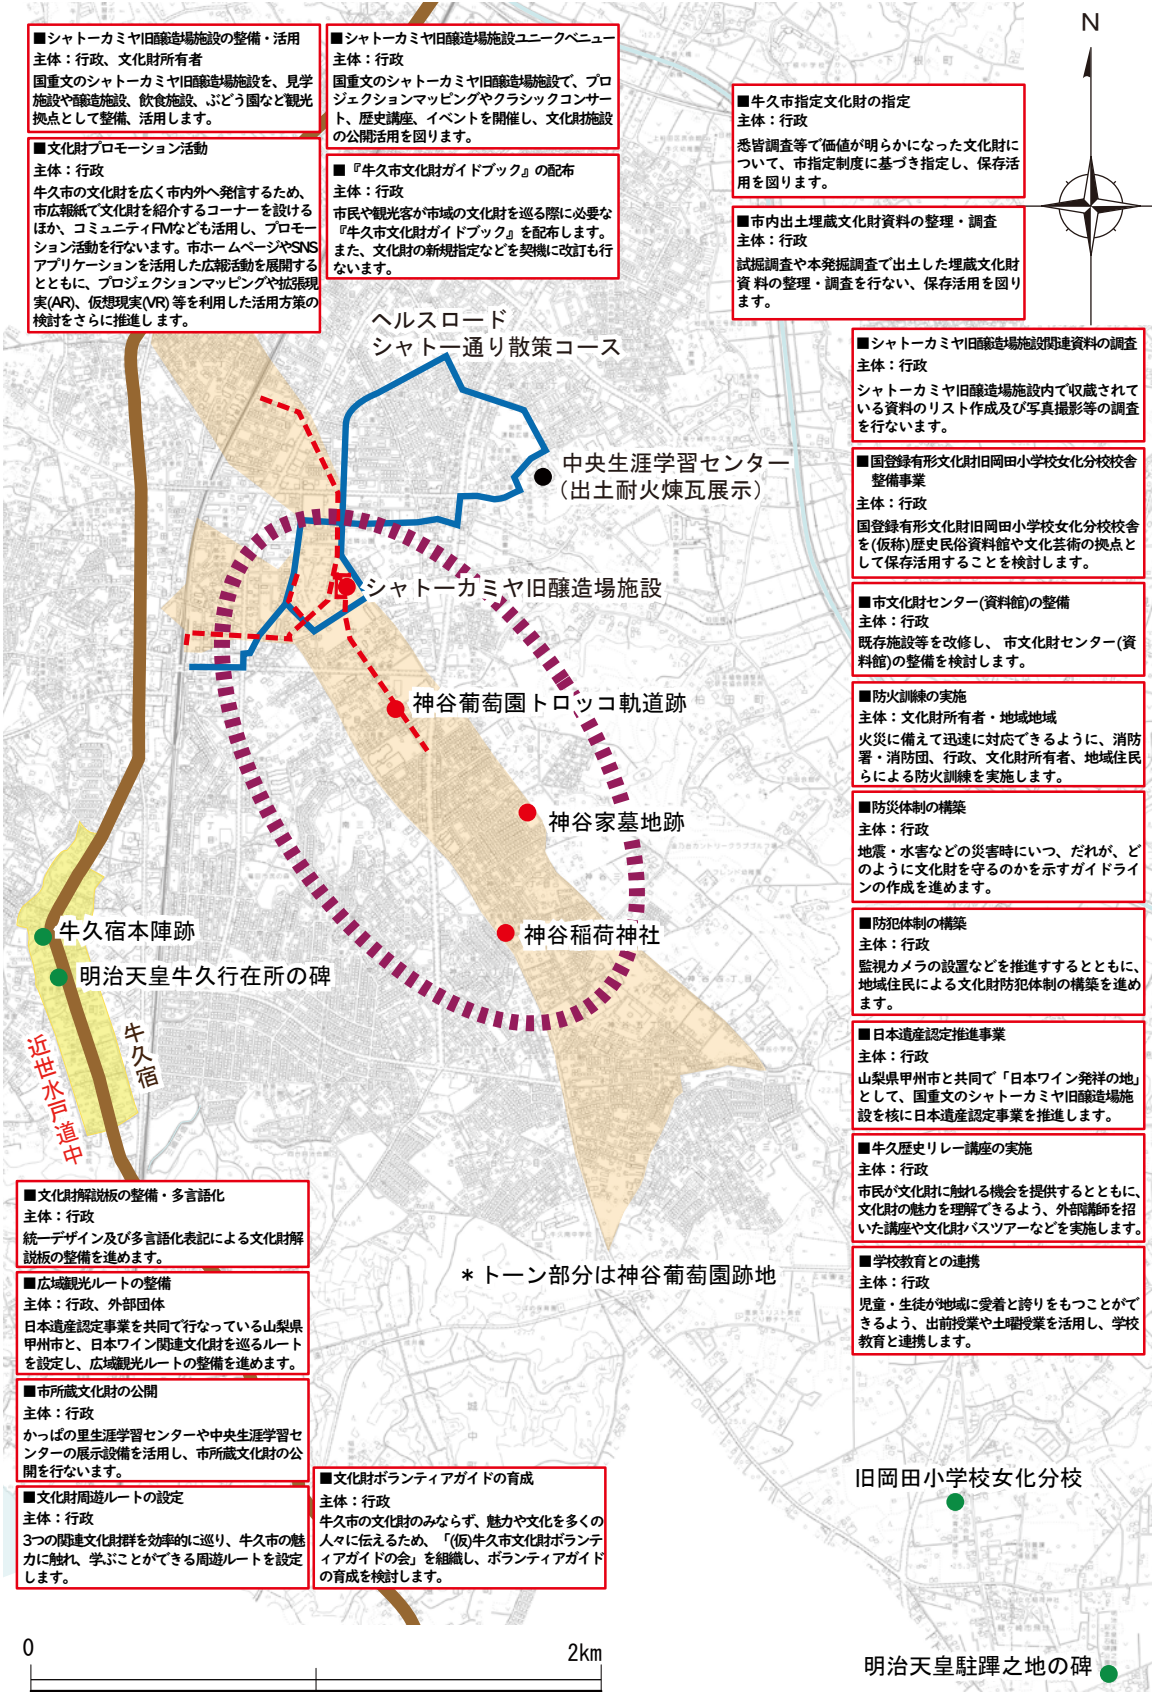 ■シャトーカミヤ旧醸造場施設の整備・活用
主体：行政、文化財所有者
国重文のシャトーカミヤ旧醸造場施設を、見学
施設や醸造施設、飲食施設、ぶどう園など観光
拠点として整備、活用します。
■文化財プロモーション活動
主体：行政
牛久市の文化財を広く市内外へ発信するため、
市広報紙で文化財を紹介するコーナーを設ける
ほか、コミュニティFMなども活用し、プロモー
ション活動を行ないます。市ホームページやSNS
アプリケーションを活用した広報活動を展開する
とともに、プロジェクションマッピングや拡張現
実(AR)、仮想現実(VR) 等を利用した活用方策の
検討をさらに推進します。
■シャトーカミヤ旧醸造場施設ユニークベニュー
主体：行政
国重文のシャトーカミヤ旧醸造場施設で、プロ
ジェクションマッピングやクラシックコンサー
ト、歴史講座、イベントを開催し、文化財施設
の公開活用を図ります。
■『牛久市文化財ガイドブック』の配布
主体：行政
市民や観光客が市域の文化財を巡る際に必要な
『牛久市文化財ガイドブック』を配布します。
また、文化財の新規指定などを契機に改訂も行
ないます。
■牛久市指定文化財の指定
主体：行政
悉皆調査等で価値が明らかになった文化財に
ついて、市指定制度に基づき指定し、保存活
用を図ります。
■市内出土埋蔵文化財資料の整理・調査
主体：行政
試掘調査や本発掘調査で出土した埋蔵文化財
資 料の整理・調査を行ない、保存活用を図り
ます。
N
ヘルスロード
シャトー通り散策コース
中央生涯学習センター
（出土耐火煉瓦展示）
シャトーカミヤ旧醸造場施設
神谷葡萄園トロッコ軌道跡
神谷家墓地跡
神谷稲荷神社
牛久宿本陣跡
明治天皇牛久行在所の碑
牛久宿
近世水戸道中
＊トーン部分は神谷葡萄園跡地
■シャトーカミヤ旧醸造場施設関連資料の調査
主体：行政
シャトーカミヤ旧醸造場施設内で収蔵されて
いる資料のリスト作成及び写真撮影等の調査
を行ないます。
■国登録有形文化財旧岡田小学校女化分校校舎
整備事業
主体：行政
国登録有形文化財旧岡田小学校女化分校校舎
を(仮称)歴史民俗資料館や文化芸術の拠点と
して保存活用することを検討します。
■市文化財センター(資料館)の整備
主体：行政
既存施設等を改修し、 市文化財センター(資
料館)の整備を検討します。
■防火訓練の実施
主体：文化財所有者・地域地域
火災に備えて迅速に対応できるように、消防
署・消防団、行政、文化財所有者、地域住民
らによる防火訓練を実施します。
■防災体制の構築
主体：行政
地震・水害などの災害時にいつ、だれが、ど
のように文化財を守るのかを示すガイドライ
ンの作成を進めます。
■防犯体制の構築
主体：行政
監視カメラの設置などを推進すするとともに、
地域住民による文化財防犯体制の構築を進め
ます。
■日本遺産認定推進事業
主体：行政
山梨県甲州市と共同で「日本ワイン発祥の地」
として、国重文のシャトーカミヤ旧醸造場施
設を核に日本遺産認定事業を推進します。
■牛久歴史リレー講座の実施
主体：行政
市民が文化財に触れる機会を提供するとともに、
文化財の魅力を理解できるよう、外部講師を招
いた講座や文化財バスツアーなどを実施します。
■学校教育との連携
主体：行政
児童・生徒が地域に愛着と誇りをもつことがで
きるよう、出前授業や土曜授業を活用し、学校
教育と連携します。
■文化財解説板の整備・多言語化
主体：行政
統一デザイン及び多言語化表記による文化財解
説板の整備を進めます。
■広域観光ルートの整備
主体：行政、外部団体
日本遺産認定事業を共同で行なっている山梨県
甲州市と、日本ワイン関連文化財を巡るルート
を設定し、広域観光ルートの整備を進めます。
■市所蔵文化財の公開
主体：行政
かっぱの里生涯学習センターや中央生涯学習セ
ンターの展示設備を活用し、市所蔵文化財の公
開を行ないます。
■文化財周遊ルートの設定
主体：行政
3つの関連文化財群を効率的に巡り、牛久市の魅
力に触れ、学ぶことができる周遊ルートを設定
します。
■文化財ボランティアガイドの育成
主体：行政
牛久市の文化財のみならず、魅力や文化を多くの
人々に伝えるため、「(仮)牛久市文化財ボランテ
ィアガイドの会」を組織し、ボランティアガイド
の育成を検討します。
旧岡田小学校女化分校
明治天皇駐蹕之地の碑
0
2km